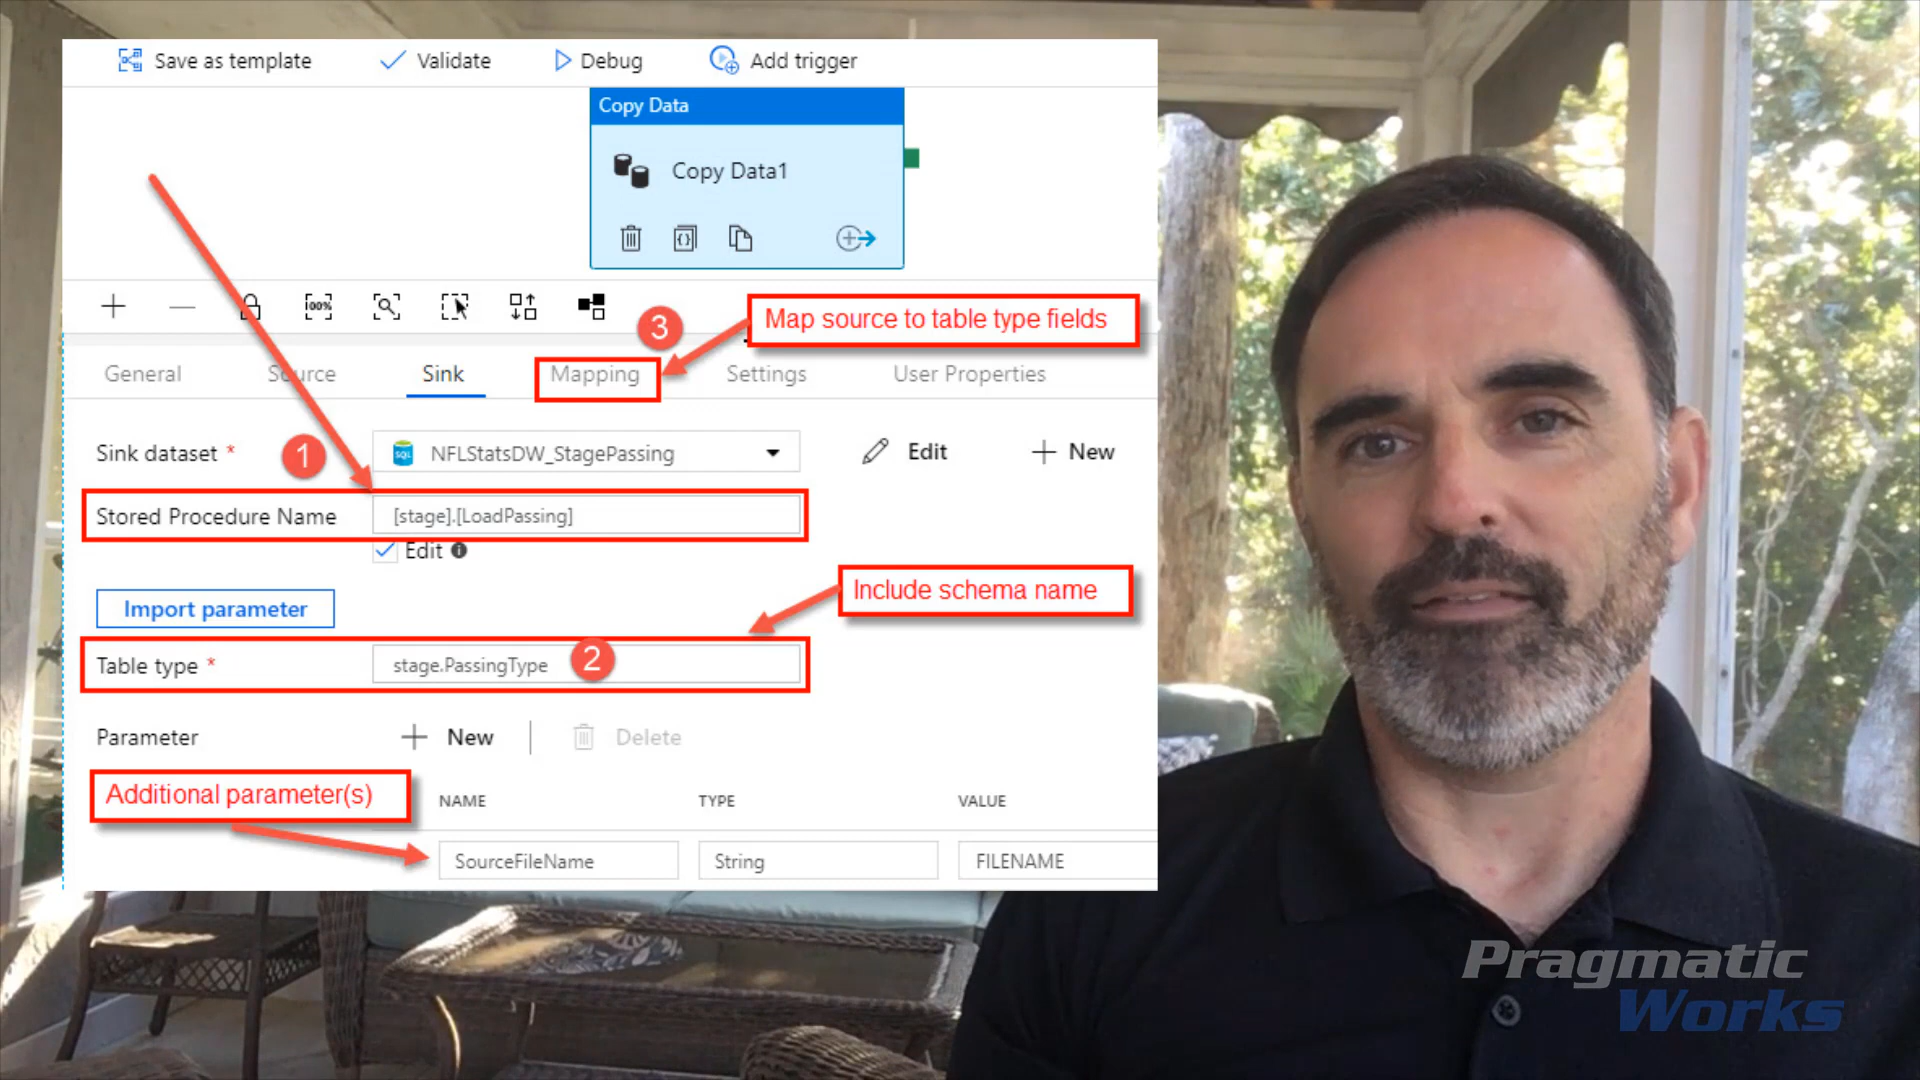 Save as template Validate Debug Add trigger
Copy Data
Copy Data1
100%
3
Map source to table type fields
General Source Sink Mapping Settings User Properties
Sink dataset * 1 SQL NFLStatsDW_StagePassing Edit New
Stored Procedure Name [stage].[LoadPassing]
Edit
Include schema name
Import parameter
Table type * stage.PassingType 2
Parameter New Delete
Additional parameter(s)
NAME TYPE VALUE
SourceFileName String FILENAME
Pragmatic
Works